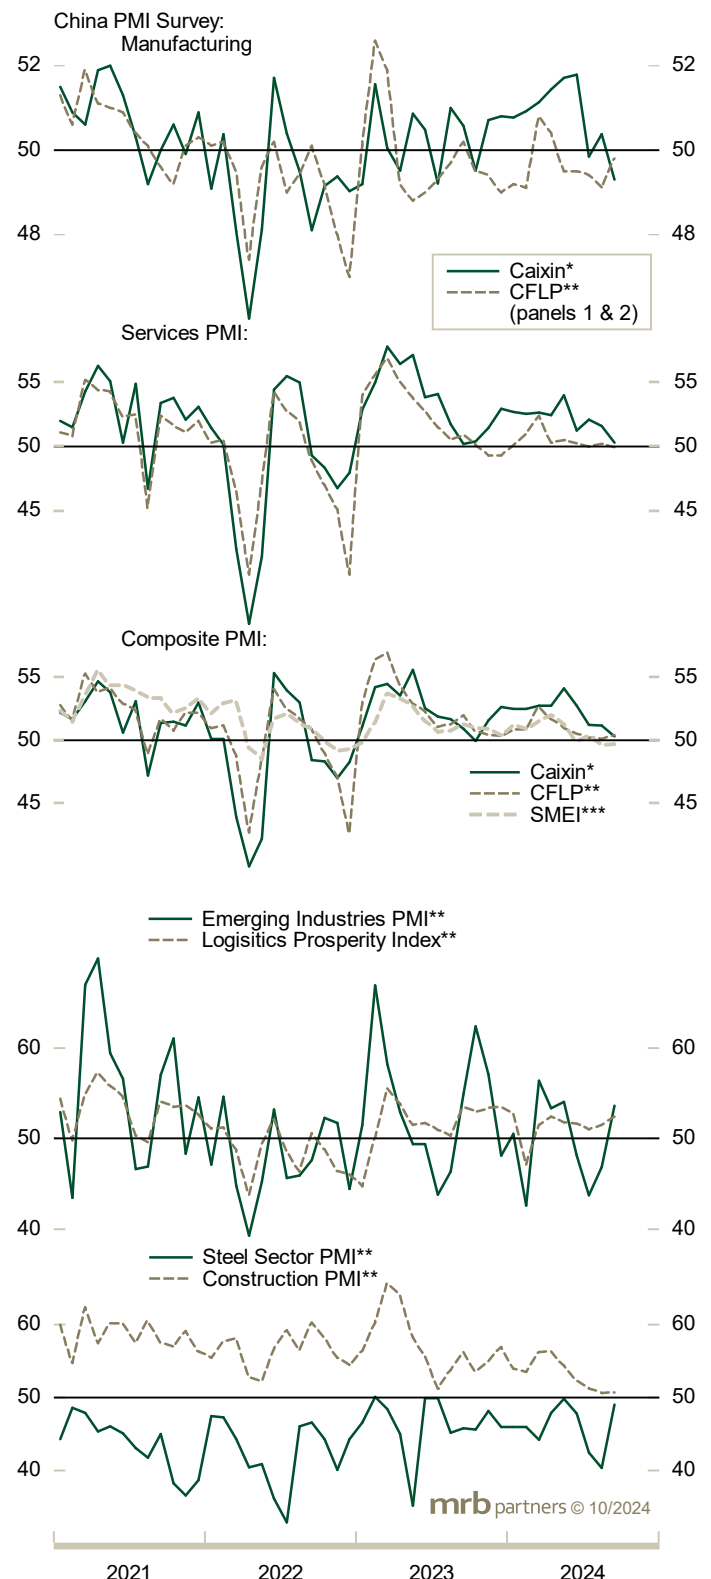 China PMI Survey:
Manufacturing
52 52
50 50
48 48
Caixin*
CFLP**
(panels 1 & 2)
Services PMI:
55 55
50 50
45 45
Composite PMI:
55 55
50 50
Caixin*
CFLP**
45 45
SMEI***
Emerging Industries PMI**
Logisitics Prosperity Index**
60 60
50 50
40 40
Steel Sector PMI**
Construction PMI**
60 60
50 50
40 40
mrb partners © 10/2024
2021 2022 2023 2024